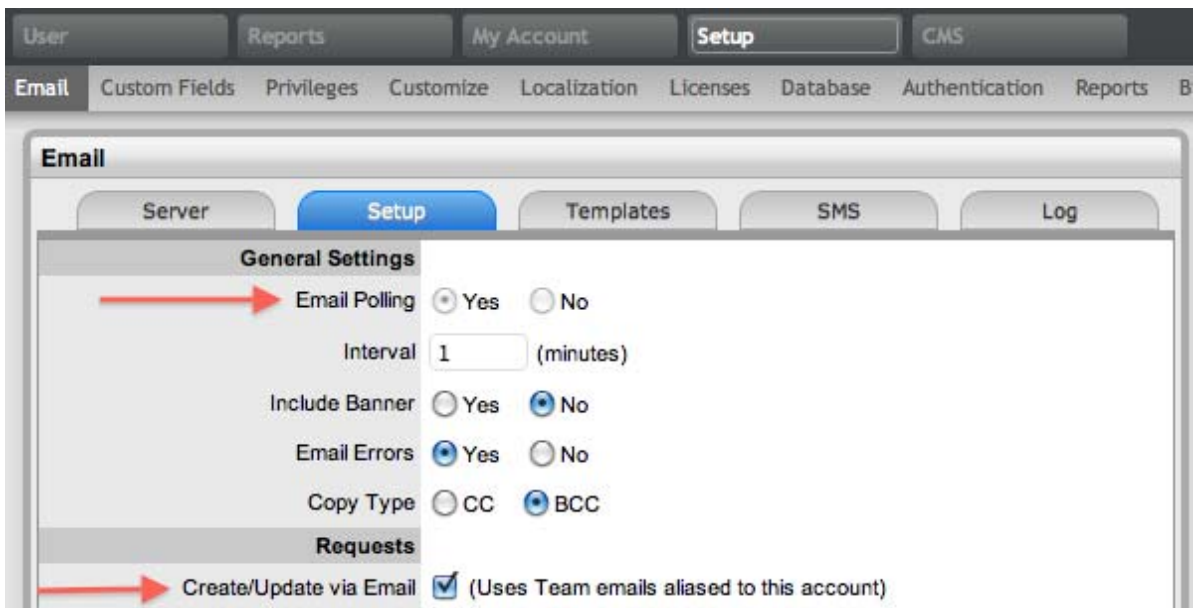 User Reports My Account Setup CMS
Email Custom Fields Privileges Customize Localization Licenses Database Authentication Reports B
Email
Server Setup Templates SMS Log
General Settings
Email Polling Yes No
Interval 1 (minutes)
Include Banner Yes No
Email Errors Yes No
Copy Type CC BCC
Requests
Create/Update via Email (Uses Team emails aliased to this account)